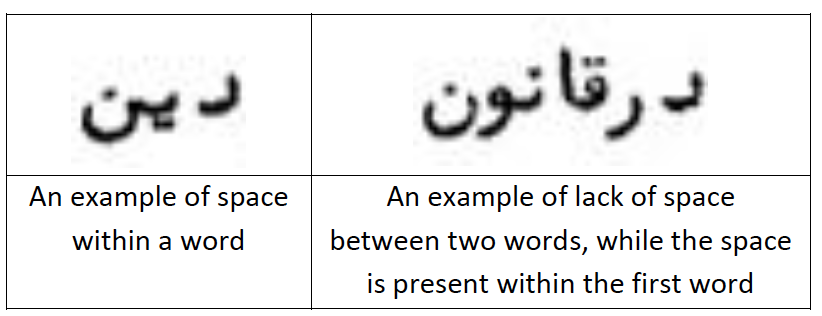 د ین
د رقانون
An example of space
within a word
An example of lack of space
between two words, while the space
is present within the first word